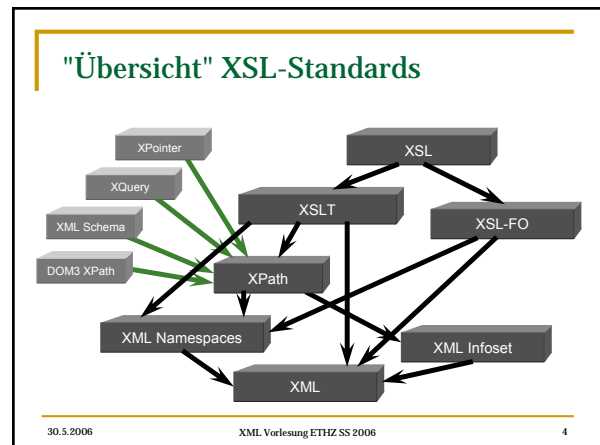 "Übersicht" XSL-Standards
XPointer
XSL
XQuery
XSLT
XML Schema
XSL-FO
DOM3 XPath
XPath
XML Namespaces
XML Infoset
XML
30.5.2006 XML Vorlesung ETHZ SS 2006 4